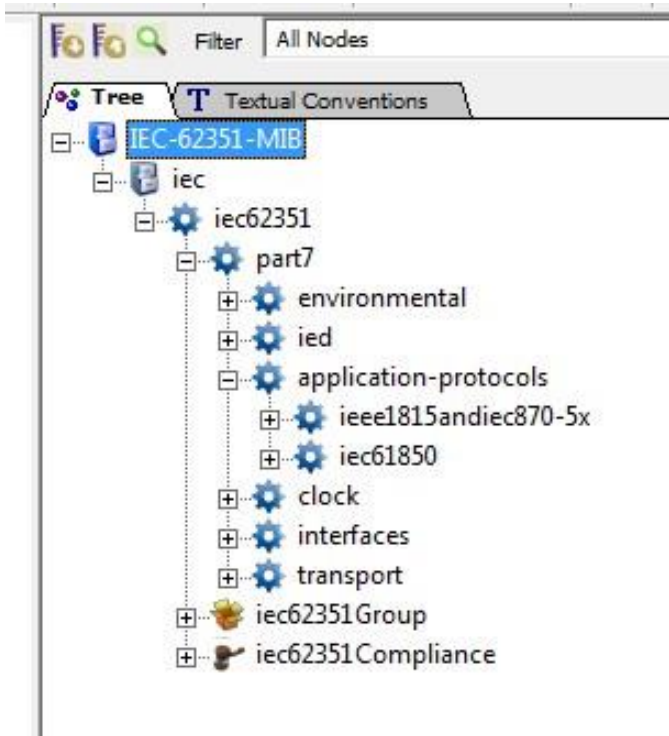 Filter All Nodes
Tree T Textual Conventions
IEC-62351-MIB
iec
iec62351
part7
environmental
ied
application-protocols
ieee1815andiec870-5x
iec61850
clock
interfaces
transport
iec62351Group
iec62351Compliance